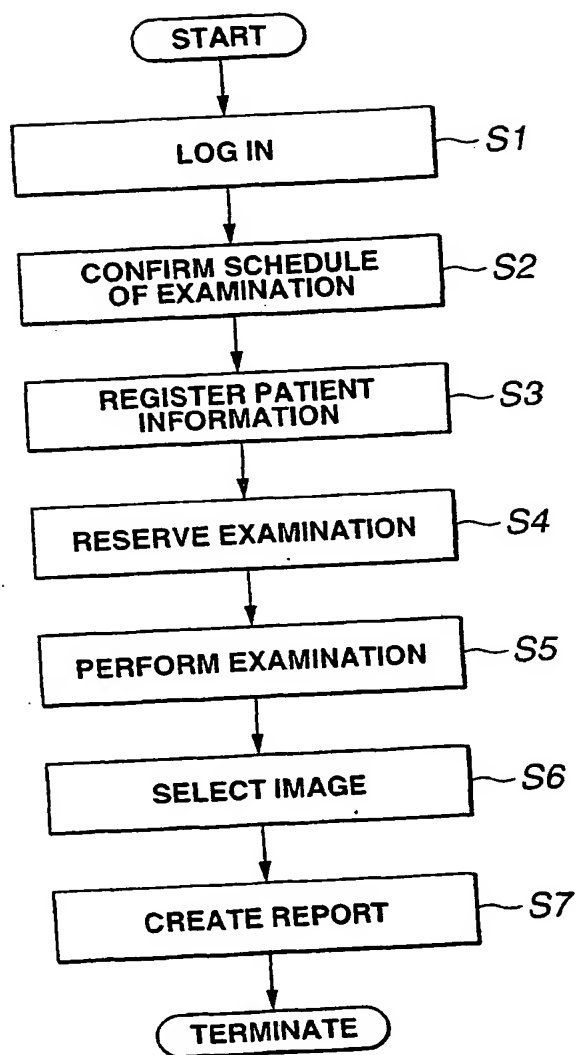 START
LOG IN
S1
CONFIRM SCHEDULE
OF EXAMINATION
S2
REGISTER PATIENT
INFORMATION
S3
RESERVE EXAMINATION
S4
PERFORM EXAMINATION
S5
SELECT IMAGE
S6
CREATE REPORT
S7
TERMINATE